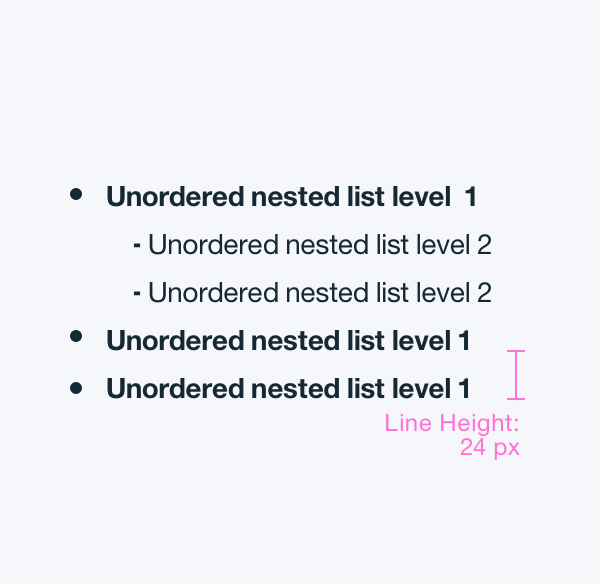 • Unordered nested list level  1
- Unordered nested list level 2
- Unordered nested list level 2
• Unordered nested list level 1
• Unordered nested list level 1
Line Height:
24 px